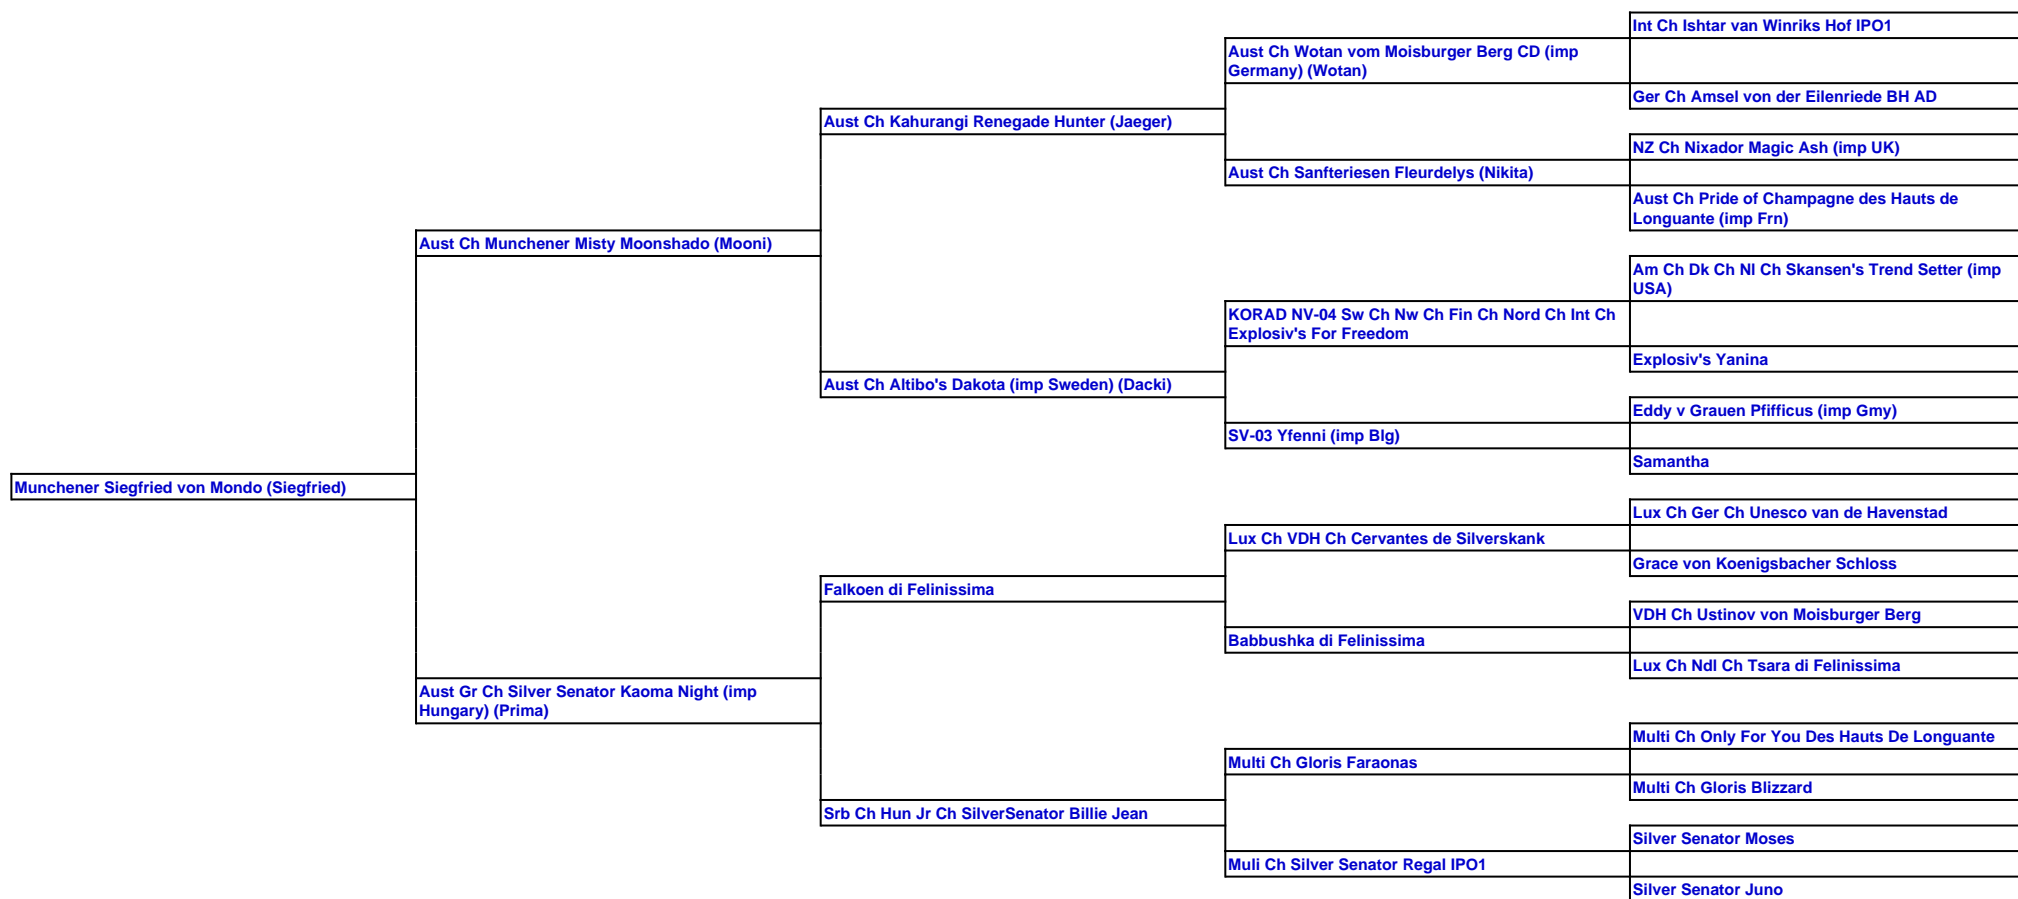 Int Ch Ishtar van Winriks Hof IPO1
Aust Ch Wotan vom Moisburger Berg CD (imp
Germany) (Wotan)
Ger Ch Amsel von der Eilenriede BH AD
Aust Ch Kahurangi Renegade Hunter (Jaeger)
NZ Ch Nixador Magic Ash (imp UK)
Aust Ch Sanfteriesen Fleurdelys (Nikita)
Aust Ch Pride of Champagne des Hauts de
Longuante (imp Frn)
Aust Ch Munchener Misty Moonshado (Mooni)
Am Ch Dk Ch Nl Ch Skansen's Trend Setter (imp
USA)
KORAD NV-04 Sw Ch Nw Ch Fin Ch Nord Ch Int Ch
Explosiv's For Freedom
Explosiv's Yanina
Aust Ch Altibo's Dakota (imp Sweden) (Dacki)
Eddy v Grauen Pfifficus (imp Gmy)
SV-03 Yfenni (imp Blg)
Samantha
Munchener Siegfried von Mondo (Siegfried)
Lux Ch Ger Ch Unesco van de Havenstad
Lux Ch VDH Ch Cervantes de Silverskank
Grace von Koenigsbacher Schloss
Falkoen di Felinissima
VDH Ch Ustinov von Moisburger Berg
Babbushka di Felinissima
Lux Ch Ndl Ch Tsara di Felinissima
Aust Gr Ch Silver Senator Kaoma Night (imp
Hungary) (Prima)
Multi Ch Only For You Des Hauts De Longuante
Multi Ch Gloris Faraonas
Multi Ch Gloris Blizzard
Srb Ch Hun Jr Ch SilverSenator Billie Jean
Silver Senator Moses
Muli Ch Silver Senator Regal IPO1
Silver Senator Juno